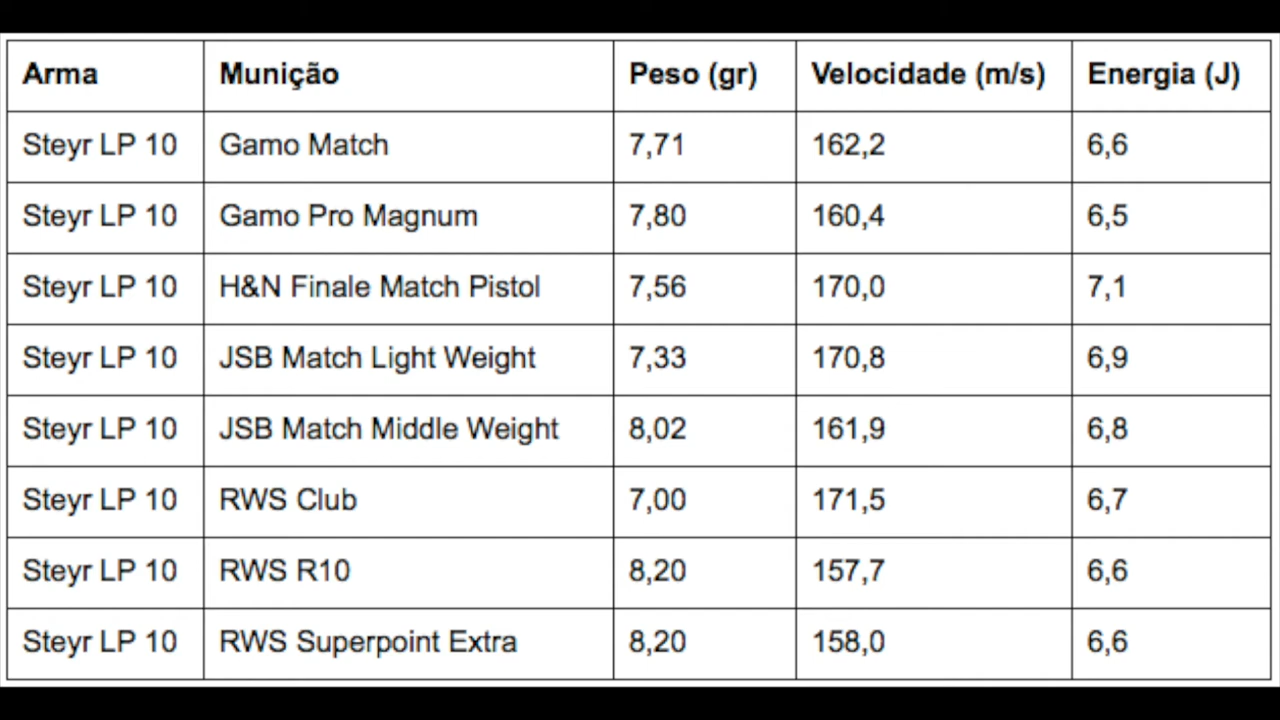 Arma Munição Peso (gr) Velocidade (m/s) Energia (J)
Steyr LP 10 Gamo Match 7,71 162,2 6,6
Steyr LP 10 Gamo Pro Magnum 7,80 160,4 6,5
Steyr LP 10 H&N Finale Match Pistol 7,56 170,0 7,1
Steyr LP 10 JSB Match Light Weight 7,33 170,8 6,9
Steyr LP 10 JSB Match Middle Weight 8,02 161,9 6,8
Steyr LP 10 RWS Club 7,00 171,5 6,7
Steyr LP 10 RWS R10 8,20 157,7 6,6
Steyr LP 10 RWS Superpoint Extra 8,20 158,0 6,6